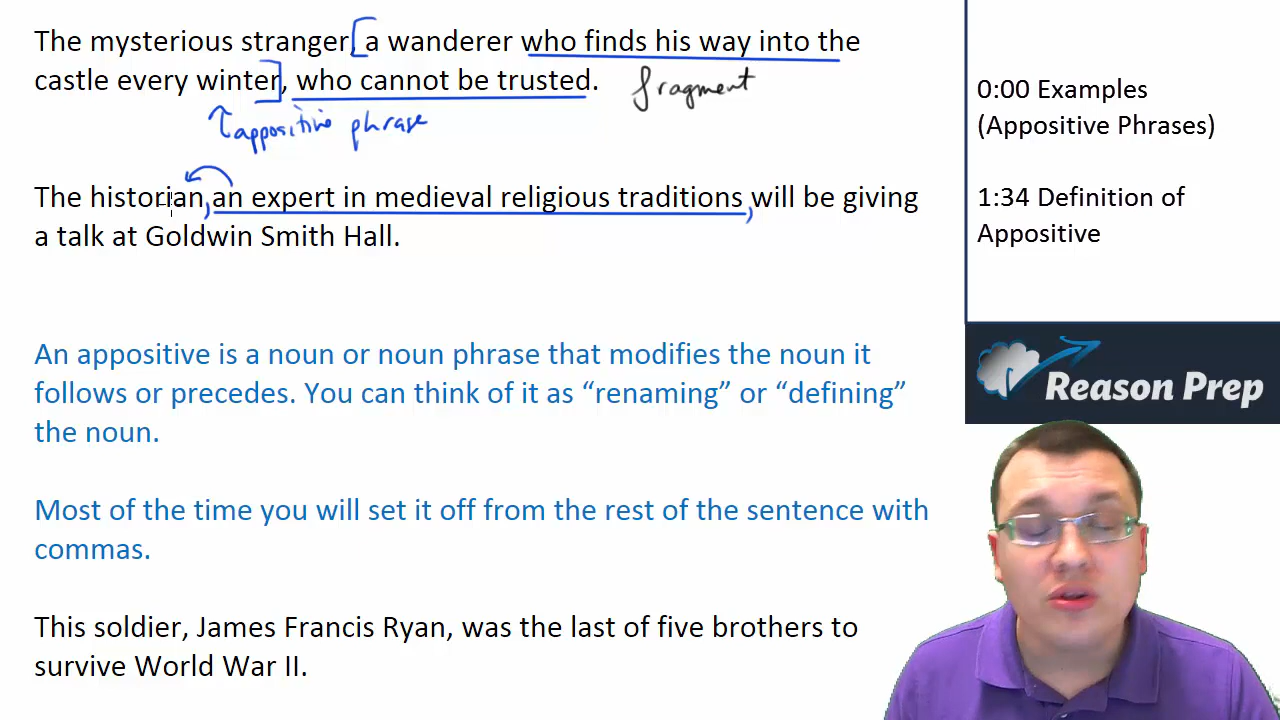 The mysterious stranger, [a wanderer who finds his way into the
castle every winter], who cannot be trusted. fragment
appositive phrase
The historian, an expert in medieval religious traditions, will be giving
a talk at Goldwin Smith Hall.
An appositive is a noun or noun phrase that modifies the noun it
follows or precedes. You can think of it as “renaming” or “defining”
the noun.
Most of the time you will set it off from the rest of the sentence with
commas.
This soldier, James Francis Ryan, was the last of five brothers to
survive World War II.
0:00 Examples
(Appositive Phrases)
1:34 Definition of
Appositive
Reason Prep